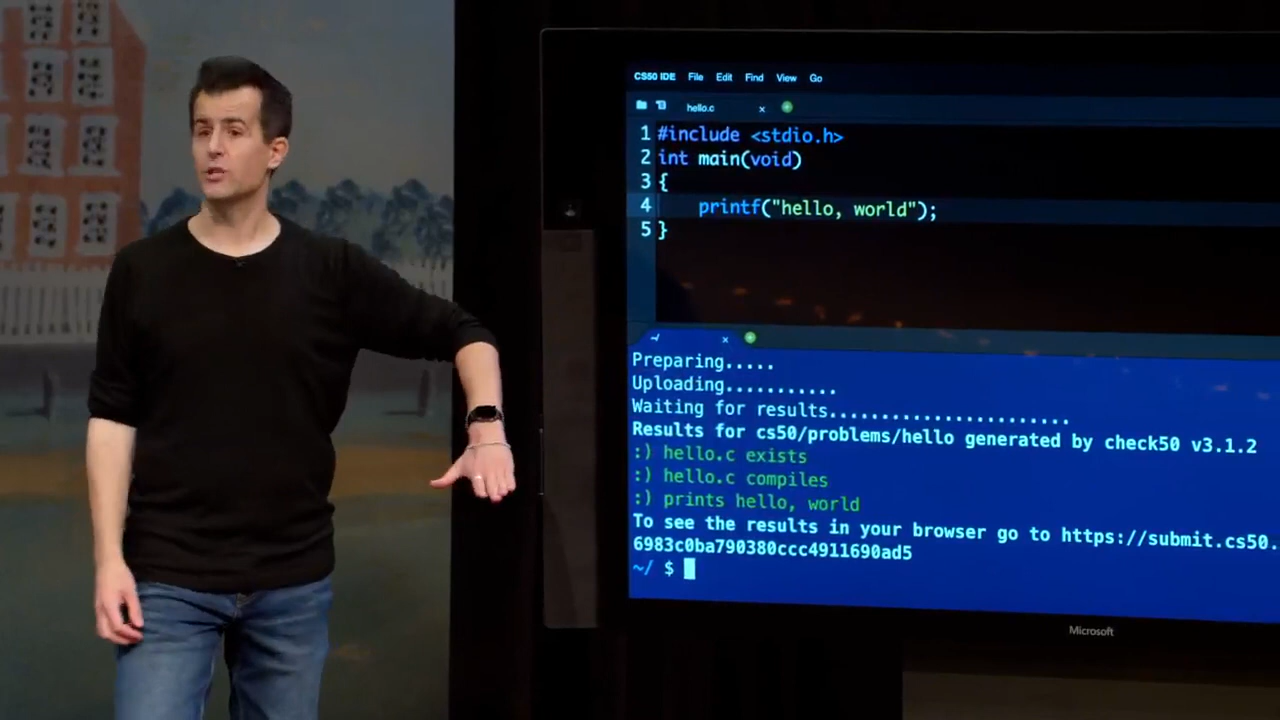 CS50 IDE File Edit Find View Go
hello.c
1 #include <stdio.h>
2 int main(void)
3 {
4 printf("hello, world");
5 }
~/
Preparing.....
Uploading...........
Waiting for results.......................
Results for cs50/problems/hello generated by check50 v3.1.2
:) hello.c exists
:) hello.c compiles
:) prints hello, world
To see the results in your browser go to https://submit.cs50.
6983c0ba790380ccc4911690ad5
~/ $
Microsoft